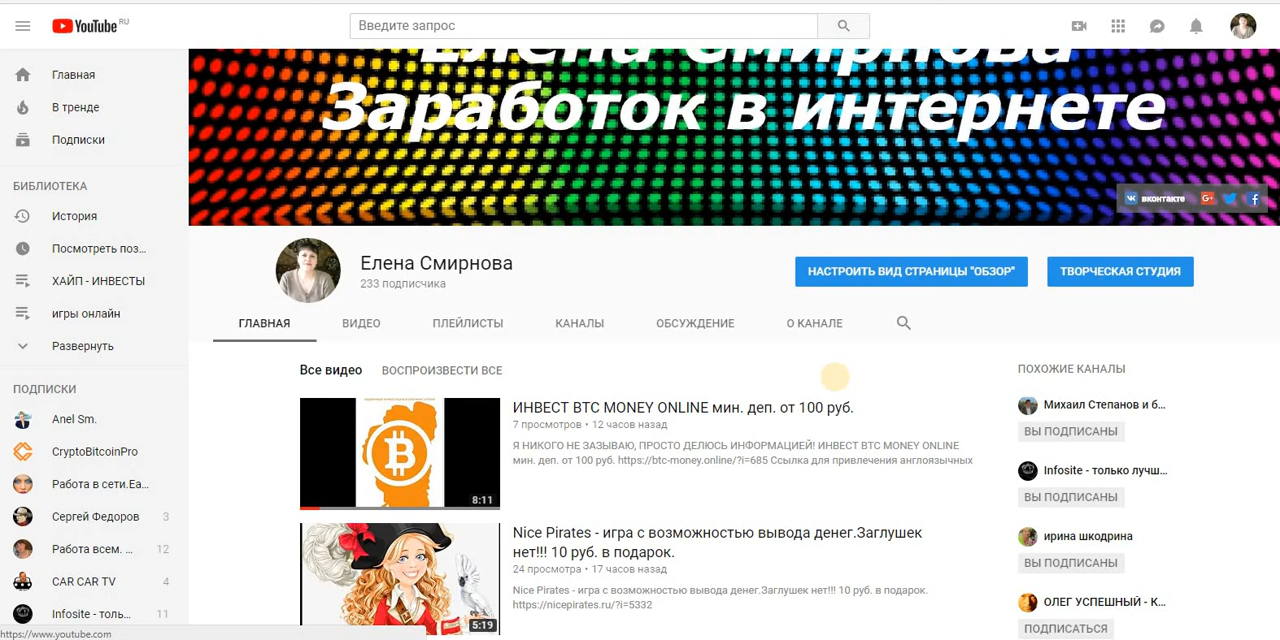 YouTube RU
Введите запрос
Главная
В тренде
Подписки
БИБЛИОТЕКА
История
Посмотреть поз...
ХАЙП - ИНВЕСТЫ
игры онлайн
Развернуть
ПОДПИСКИ
Anel Sm.
CryptoBitcoinPro
Работа в сети.Еа...
Сергей Федоров 3
Работа всем. ... 12
CAR CAR TV 4
Infosite - толь... 11
https://www.youtube.com
Елена Смирнова
Заработок в интернете
вконтакте
G+
Елена Смирнова
233 подписчика
НАСТРОИТЬ ВИД СТРАНИЦЫ "ОБЗОР"
ТВОРЧЕСКАЯ СТУДИЯ
ГЛАВНАЯ ВИДЕО ПЛЕЙЛИСТЫ КАНАЛЫ ОБСУЖДЕНИЕ О КАНАЛЕ
Все видео ВОСПРОИЗВЕСТИ ВСЕ
8:11
ИНВЕСТ BTC MONEY ONLINE мин. деп. от 100 руб.
7 просмотров • 12 часов назад
Я НИКОГО НЕ ЗАЗЫВАЮ, ПРОСТО ДЕЛЮСЬ ИНФОРМАЦИЕЙ! ИНВЕСТ BTC MONEY ONLINE
мин. деп. от 100 руб. https://btc-money.online/?i=685 Ссылка для привлечения англоязычных
5:19
Nice Pirates - игра с возможностью вывода денег.Заглушек
нет!!! 10 руб. в подарок.
24 просмотра • 17 часов назад
Nice Pirates - игра с возможностью вывода денег.Заглушек нет!!! 10 руб. в подарок.
https://nicepirates.ru/?i=5332
ПОХОЖИЕ КАНАЛЫ
Михаил Степанов и б...
ВЫ ПОДПИСАНЫ
Infosite - только лучш...
ВЫ ПОДПИСАНЫ
ирина шкодрина
ВЫ ПОДПИСАНЫ
ОЛЕГ УСПЕШНЫЙ - К...
ПОДПИСАТЬСЯ